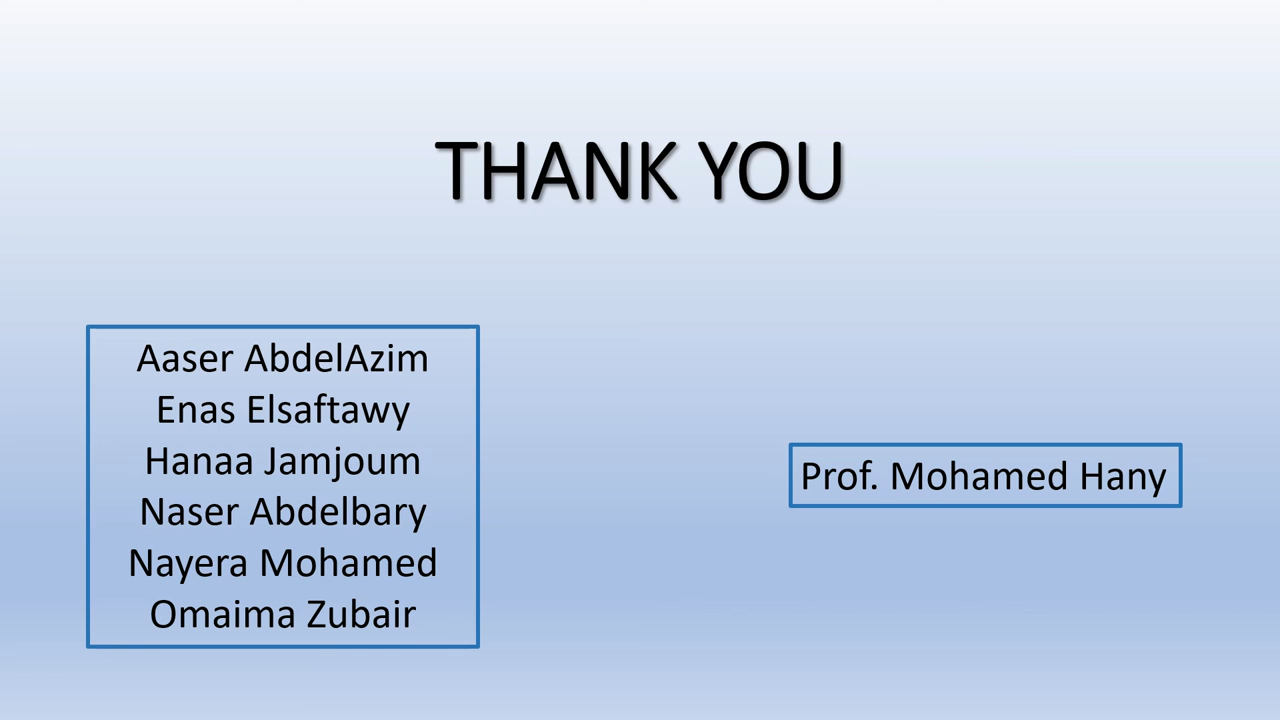 THANK YOU
Aaser AbdelAzim
Enas Elsaftawy
Hanaa Jamjoum
Naser Abdelbary
Nayera Mohamed
Omaima Zubair
Prof. Mohamed Hany